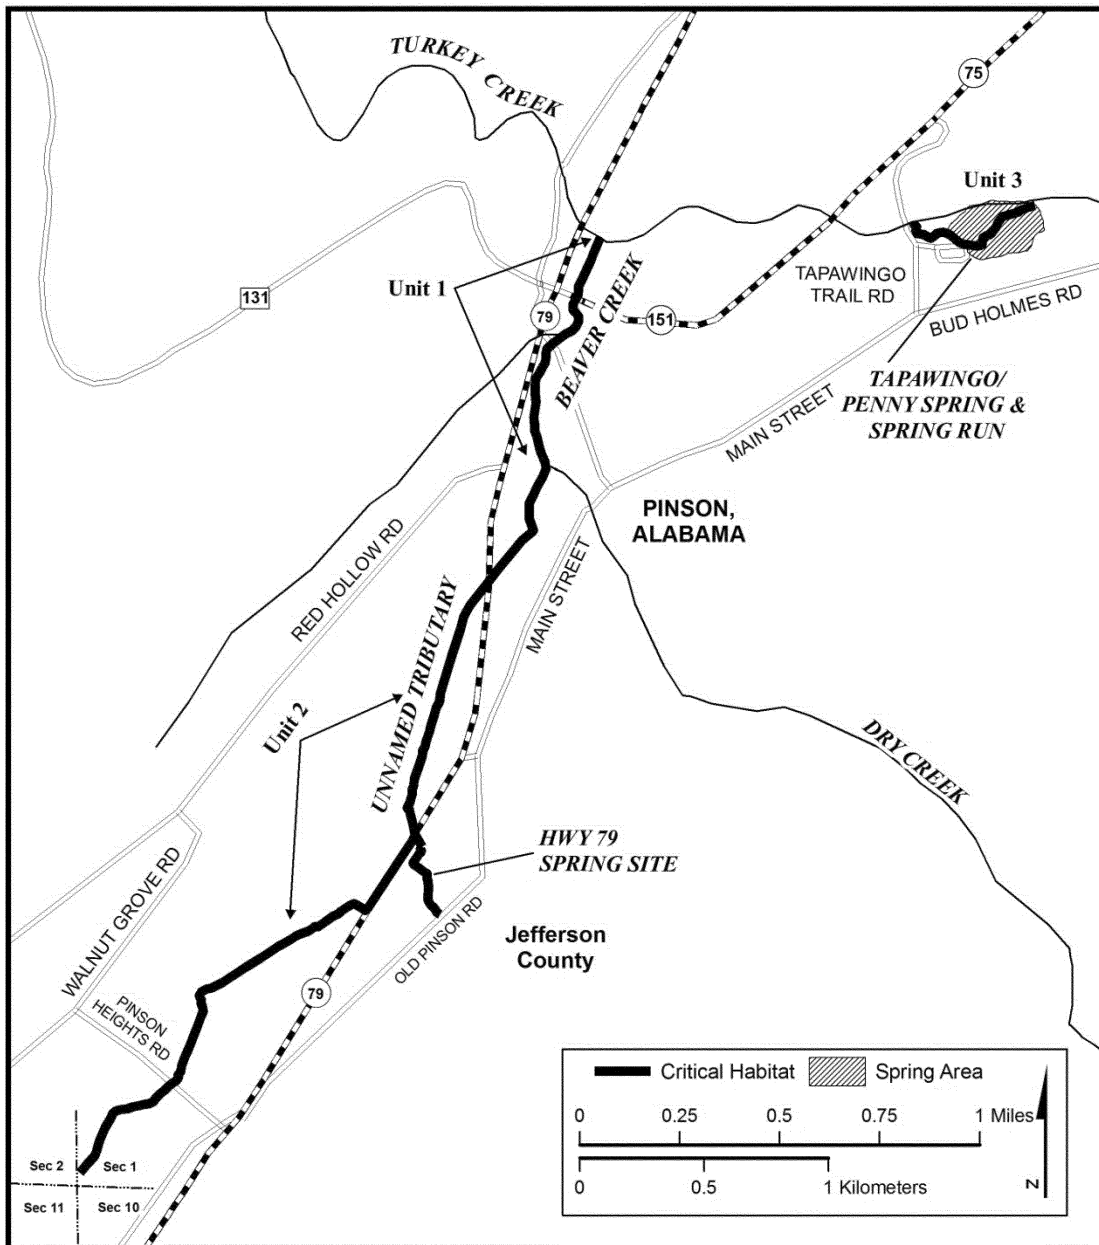 TURKEY CREEK
75
Unit 3
Unit 1
131
79
151
BEAVER CREEK
TAPAWINGO
TRAIL RD
BUD HOLMES RD
TAPAWINGO/
PENNY SPRING &
SPRING RUN
MAIN STREET
PINSON,
ALABAMA
RED HOLLOW RD
MAIN STREET
UNNAMED TRIBUTARY
Unit 2
DRY CREEK
HWY 79
SPRING SITE
WALNUT GROVE RD
OLD PINSON RD
Jefferson
County
79
PINSON
HEIGHTS RD
Critical Habitat
Spring Area
0 0.25 0.5 0.75 1 Miles
0 0.5 1 Kilometers
N
Sec 2 Sec 1
Sec 11 Sec 10